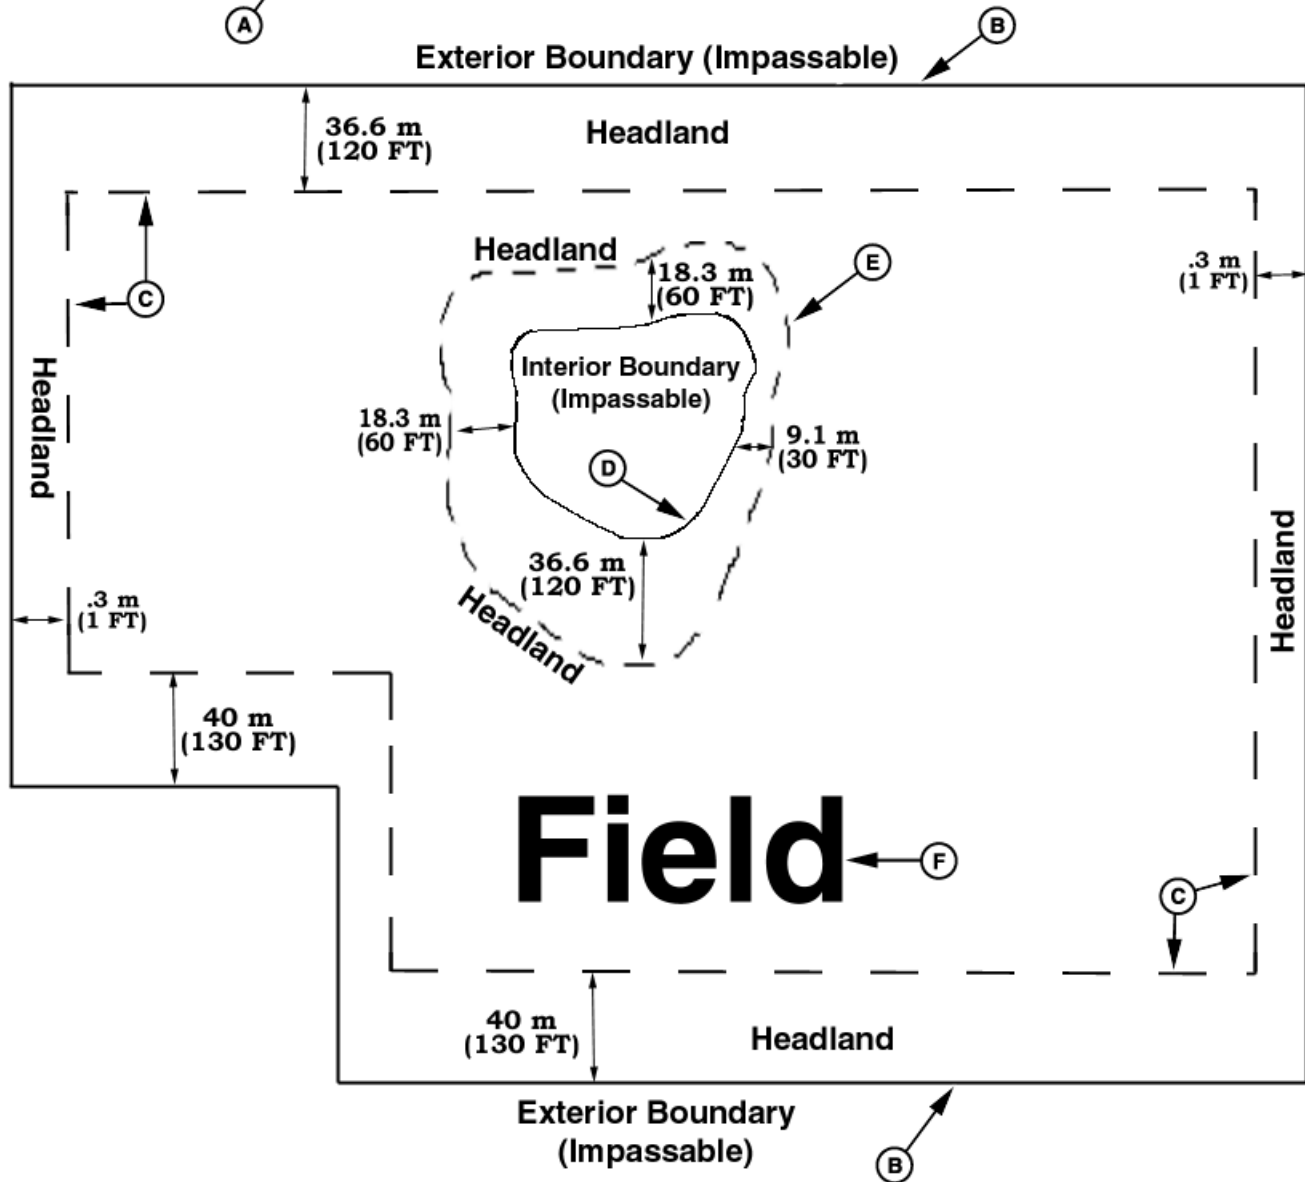 A
B
Exterior Boundary (Impassable)
36.6 m
(120 FT)
Headland
Headland
18.3 m
(60 FT)
E
.3 m
(1 FT)
C
Headland
Interior Boundary
(Impassable)
18.3 m
(60 FT)
9.1 m
(30 FT)
D
Headland
36.6 m
(120 FT)
Headland
.3 m
(1 FT)
40 m
(130 FT)
Field
F
C
40 m
(130 FT)
Headland
Exterior Boundary
(Impassable)
B